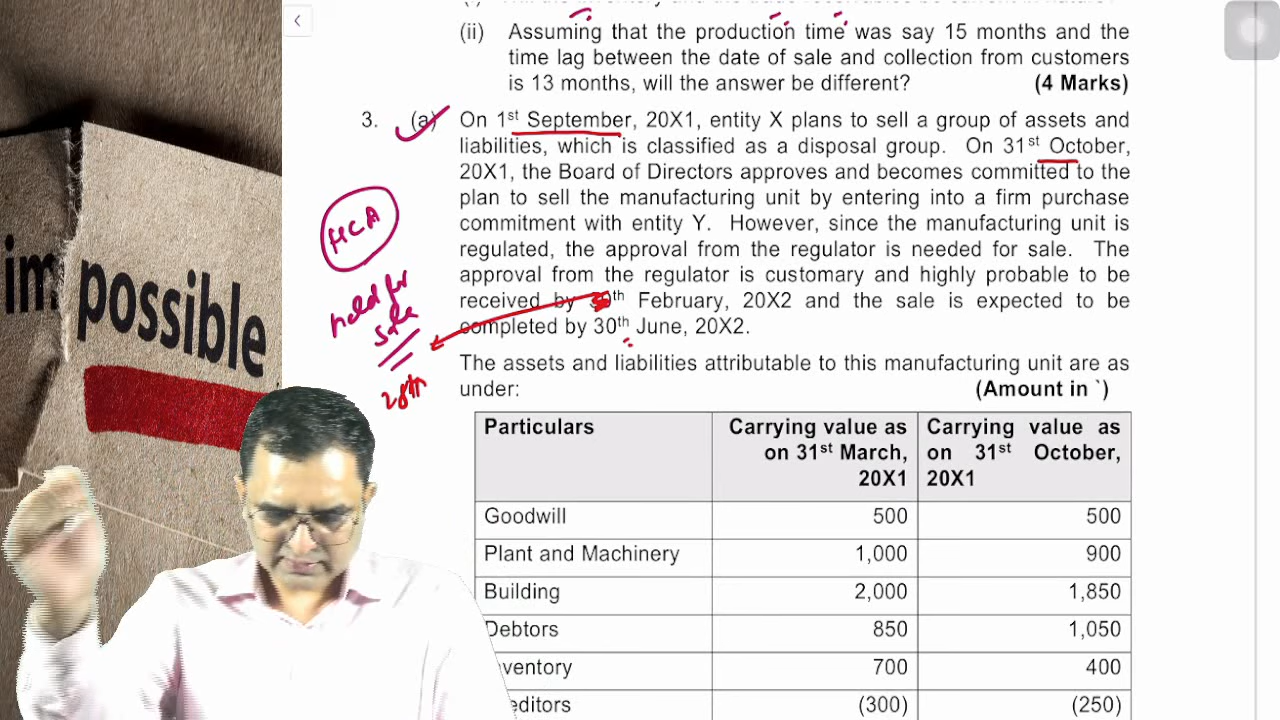 im possible
(ii) Assuming that the production time was say 15 months and the
time lag between the date of sale and collection from customers
is 13 months, will the answer be different? (4 Marks)
3. (a) On 1st September, 20X1, entity X plans to sell a group of assets and
liabilities, which is classified as a disposal group. On 31st October,
20X1, the Board of Directors approves and becomes committed to the
plan to sell the manufacturing unit by entering into a firm purchase
commitment with entity Y. However, since the manufacturing unit is
regulated, the approval from the regulator is needed for sale. The
approval from the regulator is customary and highly probable to be
received by th February, 20X2 and the sale is expected to be
completed by 30th June, 20X2.
The assets and liabilities attributable to this manufacturing unit are as
under: (Amount in `)
NCA
held for
sale
28th
Particulars Carrying value as on 31st March, 20X1 Carrying value as on 31st October, 20X1
Goodwill 500 500
Plant and Machinery 1,000 900
Building 2,000 1,850
Debtors 850 1,050
ventory 700 400
editors (300) (250)